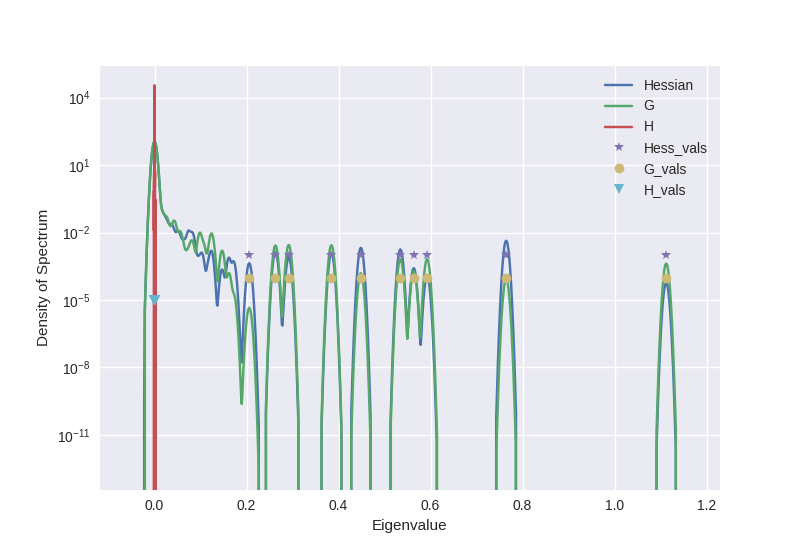 Hessian
G
H
Hess_vals
G_vals
H_vals
Density of Spectrum
10^4
10^1
10^−2
10^−5
10^−8
10^−11
0.0 0.2 0.4 0.6 0.8 1.0 1.2
Eigenvalue